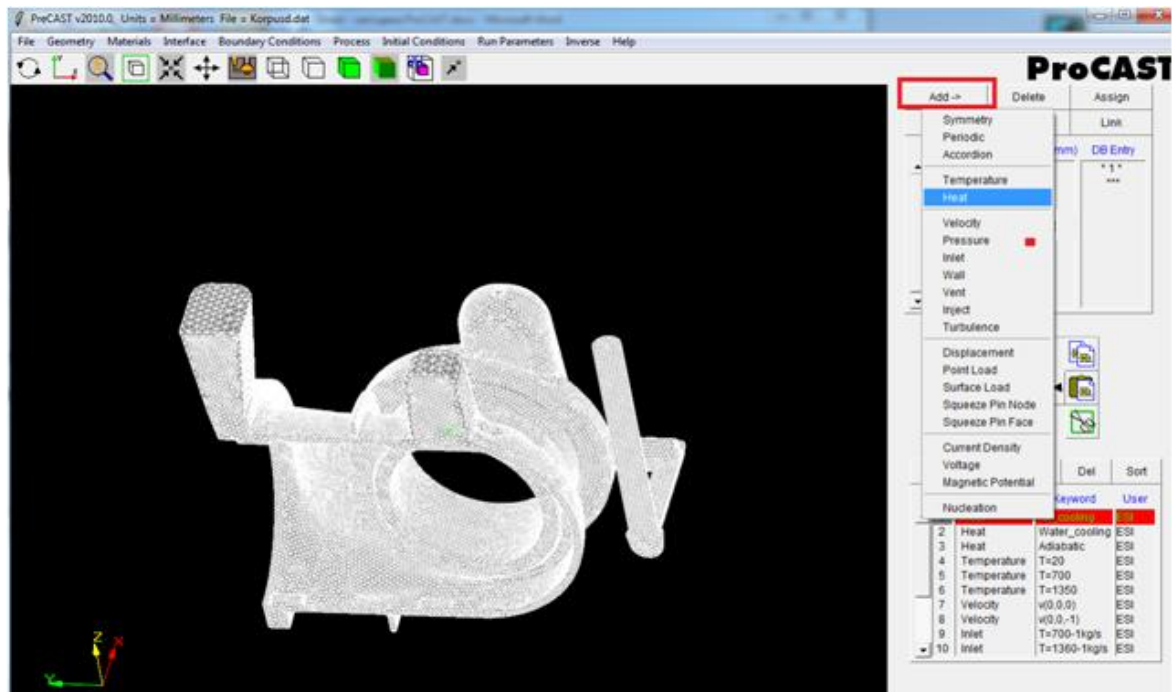 PreCAST v2010.0, Units = Millimeters File = Korpusd.dat
File Geometry Materials Interface Boundary Conditions Process Initial Conditions Run Parameters Inverse Help
ProCAST
Add -> Delete Assign
Link
mm) DB Entry
* 1 *
***
Symmetry
Periodic
Accordion
Temperature
Heat
Velocity
Pressure
Inlet
Wall
Vent
Inject
Turbulence
Displacement
Point Load
Surface Load
Squeeze Pin Node
Squeeze Pin Face
Current Density
Voltage
Magnetic Potential
Nucleation
Del Sort
Keyword User
cooling ESI
2 Heat Water_cooling ESI
3 Heat Adiabatic ESI
4 Temperature T=20 ESI
5 Temperature T=700 ESI
6 Temperature T=1350 ESI
7 Velocity v(0,0,0) ESI
8 Velocity v(0,0,-1) ESI
9 Inlet T=700-1kg/s ESI
10 Inlet T=1360-1kg/s ESI
Z X
Y